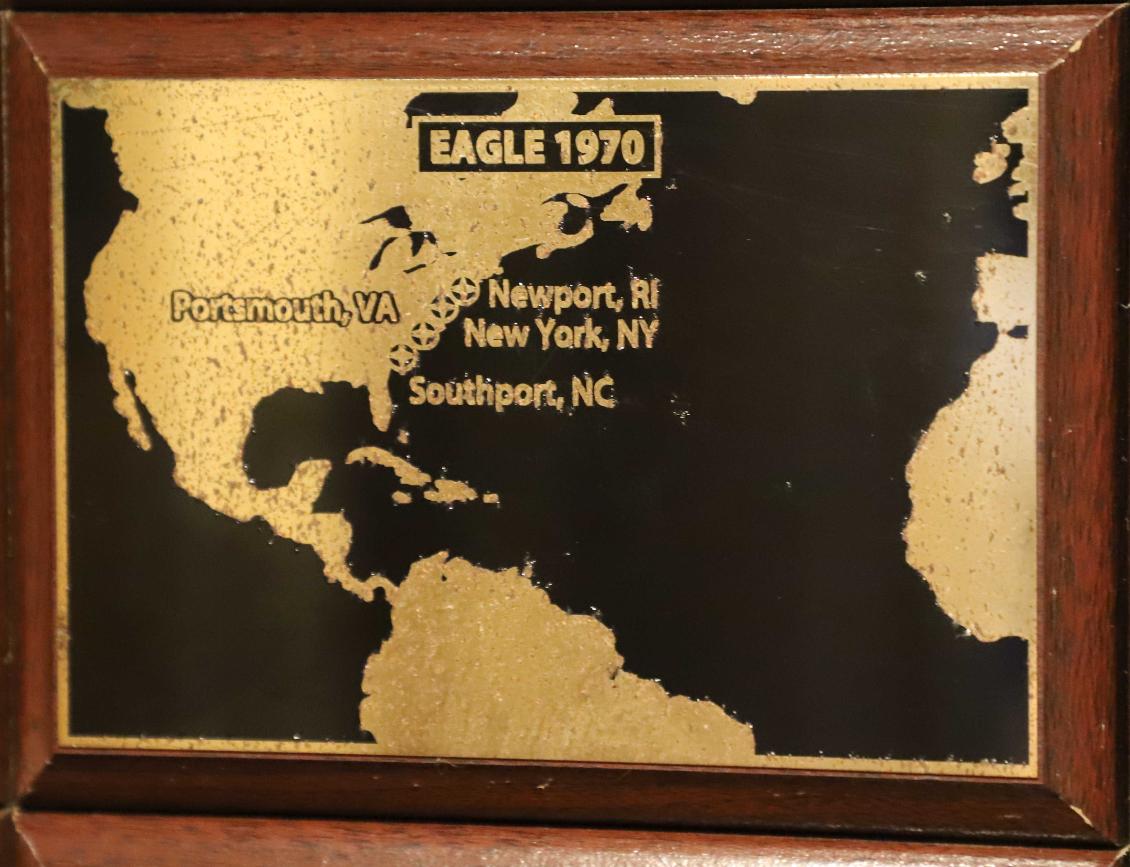 EAGLE 1970
Portsmouth, VA
Newport, RI
New York, NY
Southport, NC